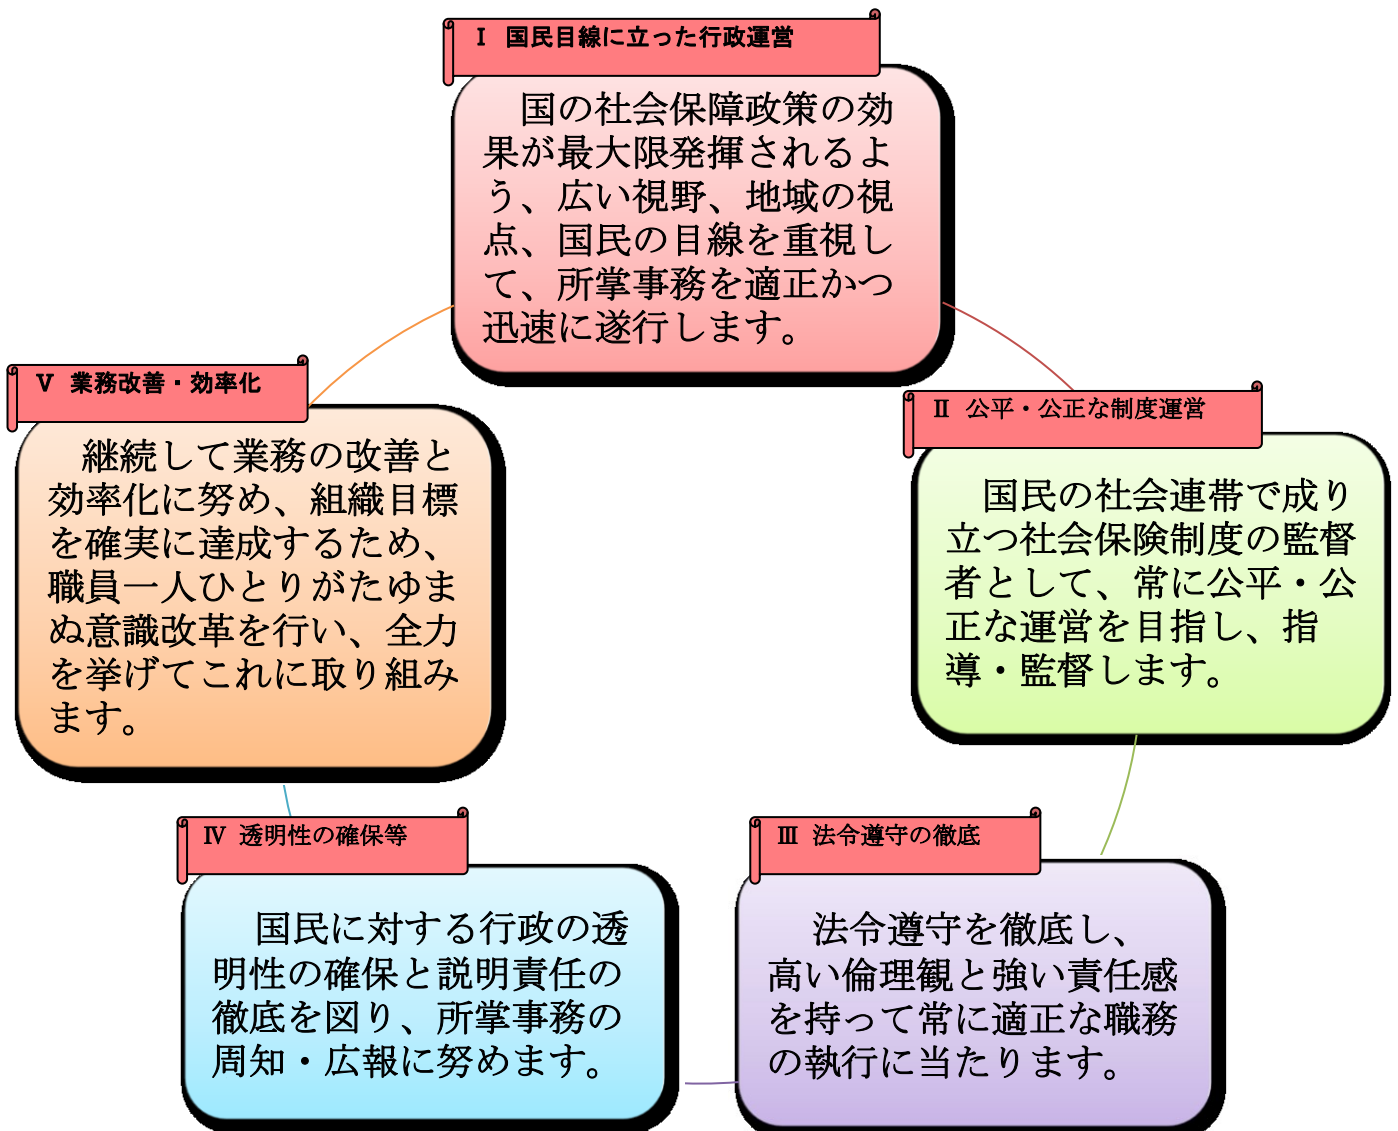 Ⅰ 国民目線に立った行政運営
国の社会保障政策の効
果が最大限発揮されるよ
う、広い視野、地域の視
点、国民の目線を重視し
て、所掌事務を適正かつ
迅速に遂行します。
Ⅱ 公平・公正な制度運営
国民の社会連帯で成り
立つ社会保険制度の監督
者として、常に公平・公
正な運営を目指し、指
導・監督します。
Ⅲ 法令遵守の徹底
法令遵守を徹底し、
高い倫理観と強い責任感
を持って常に適正な職務
の執行に当たります。
Ⅳ 透明性の確保等
国民に対する行政の透
明性の確保と説明責任の
徹底を図り、所掌事務の
周知・広報に努めます。
Ⅴ 業務改善・効率化
継続して業務の改善と
効率化に努め、組織目標
を確実に達成するため、
職員一人ひとりがたゆま
ぬ意識改革を行い、全力
を挙げてこれに取り組み
ます。